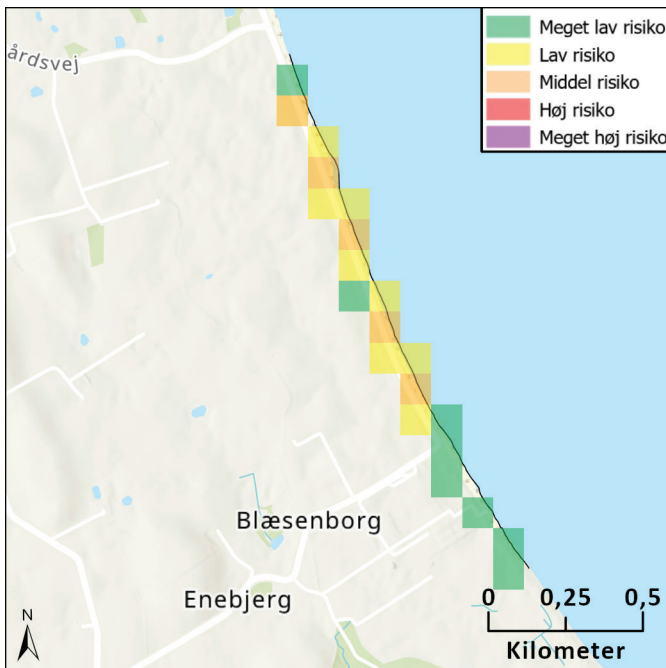 årdsvej
Meget lav risiko
Lav risiko
Middel risiko
Høj risiko
Meget høj risiko
Blæsenborg
Enebjerg
N
0 0,25 0,5
Kilometer